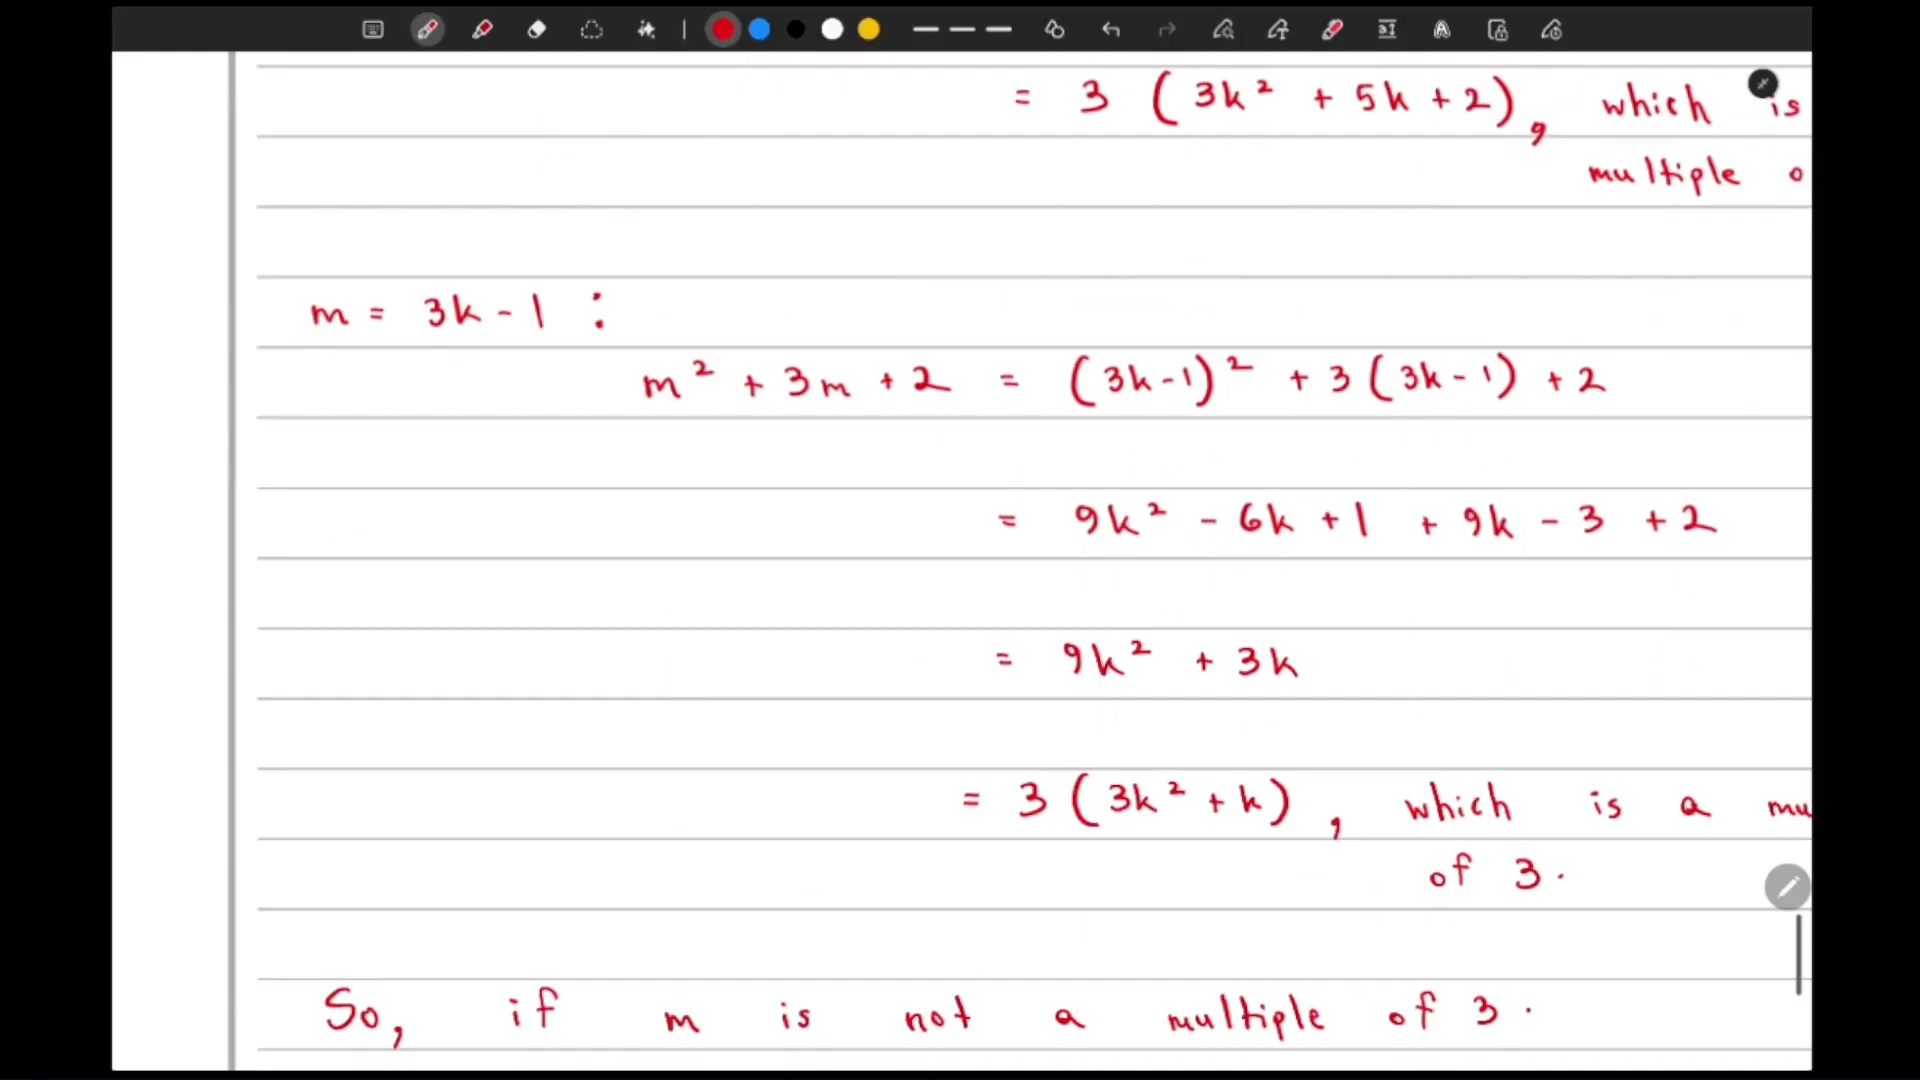 = 3 (3k² + 5k + 2), which is
multiple o
m = 3k - 1 :
m² + 3m + 2 = (3k-1)² + 3(3k-1) + 2
= 9k² - 6k + 1 + 9k - 3 + 2
= 9k² + 3k
= 3 (3k² + k), which is a mu
of 3.
So, if m is not a multiple of 3.